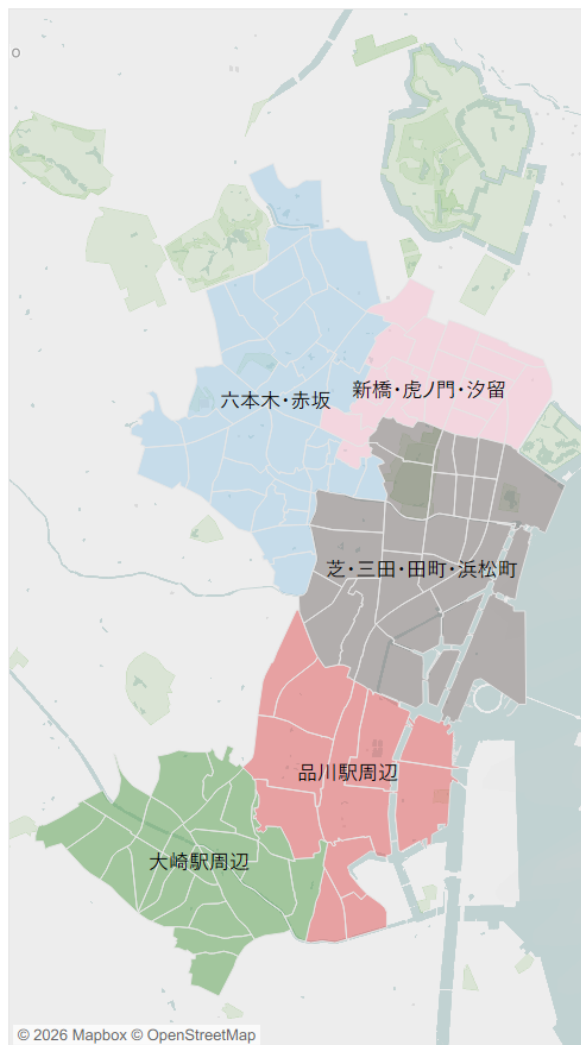 六本木・赤坂
新橋・虎ノ門・汐留
芝・三田・田町・浜松町
品川駅周辺
大崎駅周辺
© 2026 Mapbox © OpenStreetMap